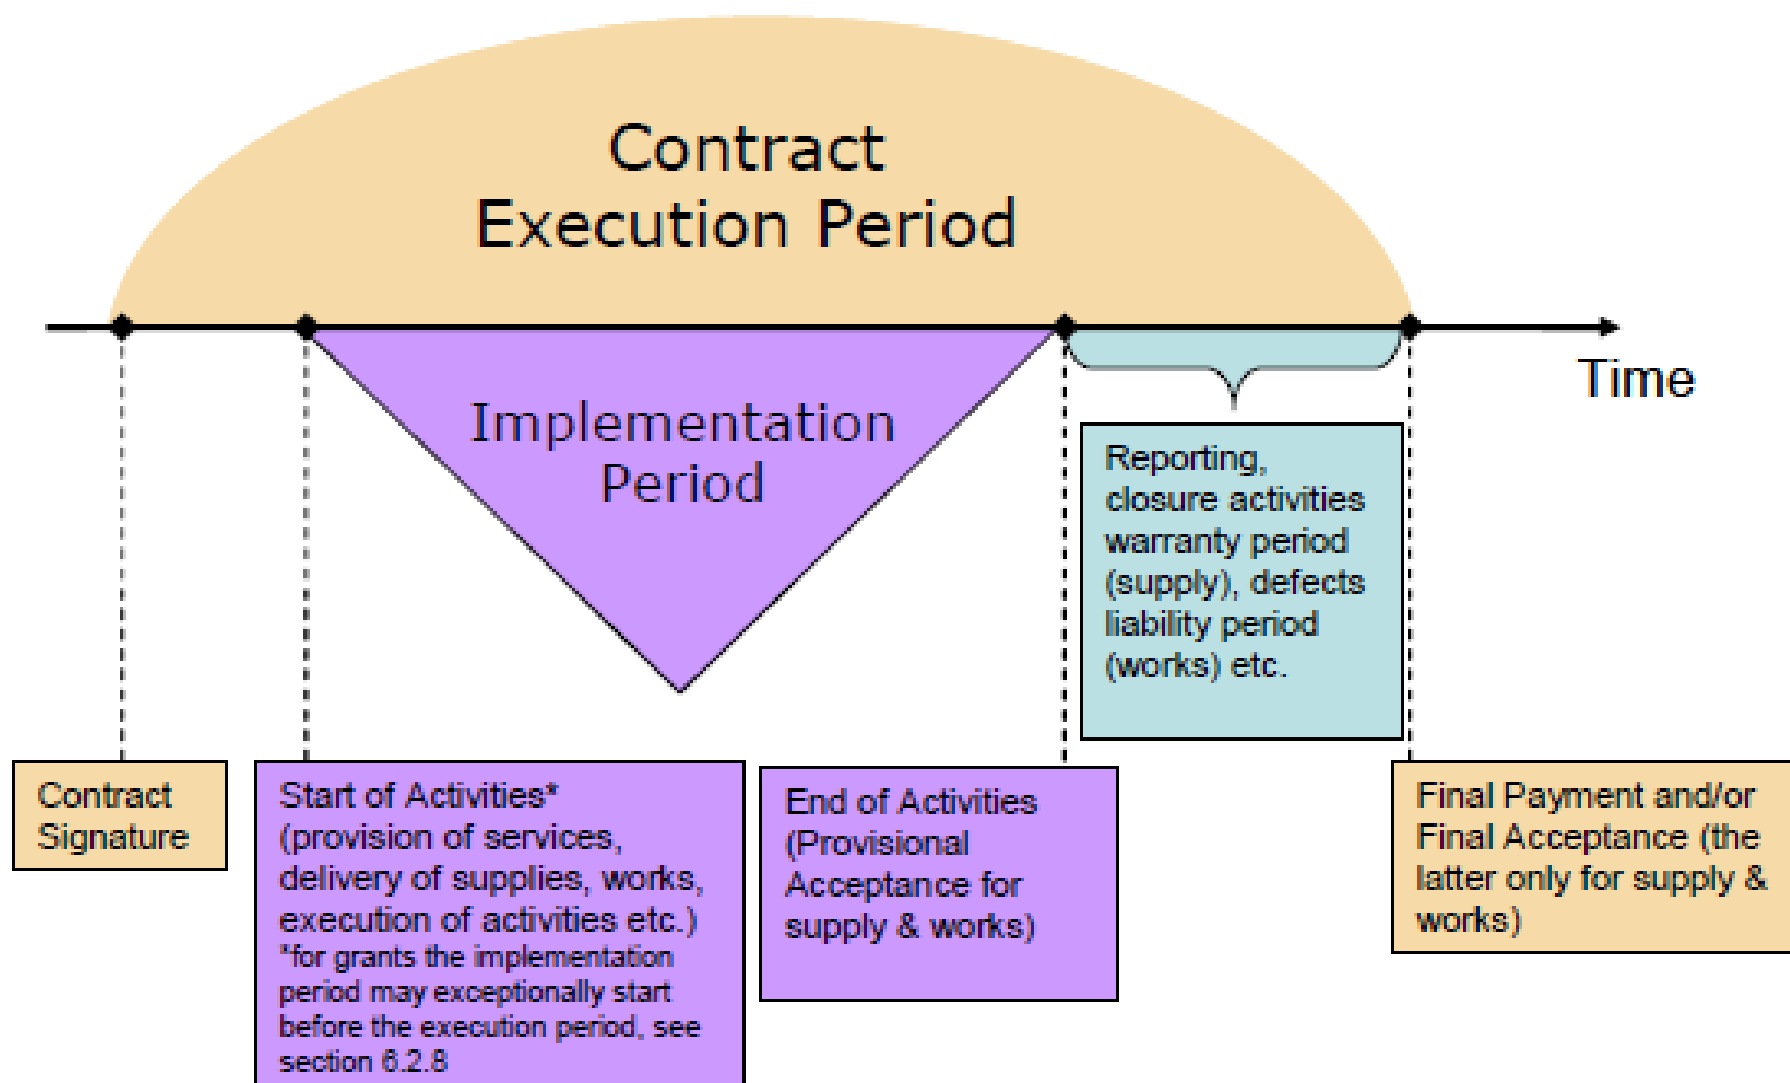 Contract
Execution Period
Time
Implementation
Period
Reporting,
closure activities
warranty period
(supply), defects
liability period
(works) etc.
Contract
Signature
Start of Activities*
(provision of services,
delivery of supplies, works,
execution of activities etc.)
*for grants the implementation
period may exceptionally start
before the execution period, see
section 6.2.8
End of Activities
(Provisional
Acceptance for
supply & works)
Final Payment and/or
Final Acceptance (the
latter only for supply &
works)